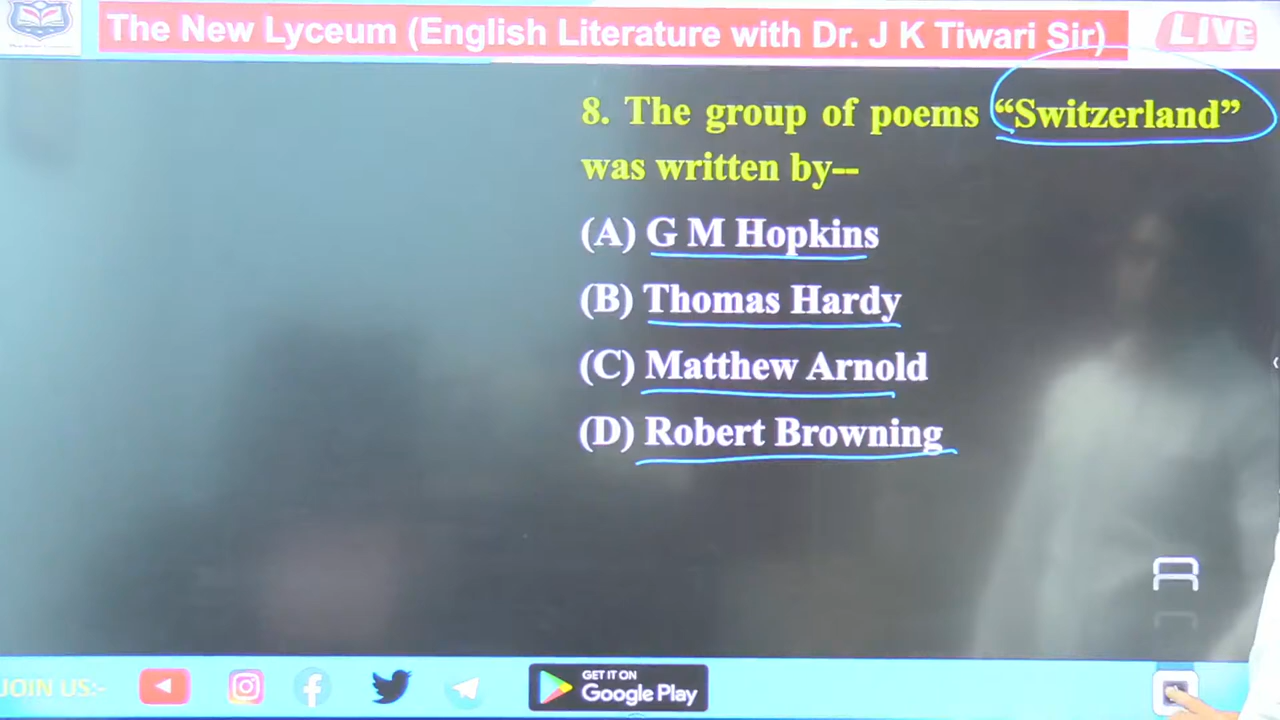 The New Lyceum (English Literature with Dr. J K Tiwari Sir)
LIVE
8. The group of poems “Switzerland”
was written by--
(A) G M Hopkins
(B) Thomas Hardy
(C) Matthew Arnold
(D) Robert Browning
JOIN US:-
GET IT ON
Google Play